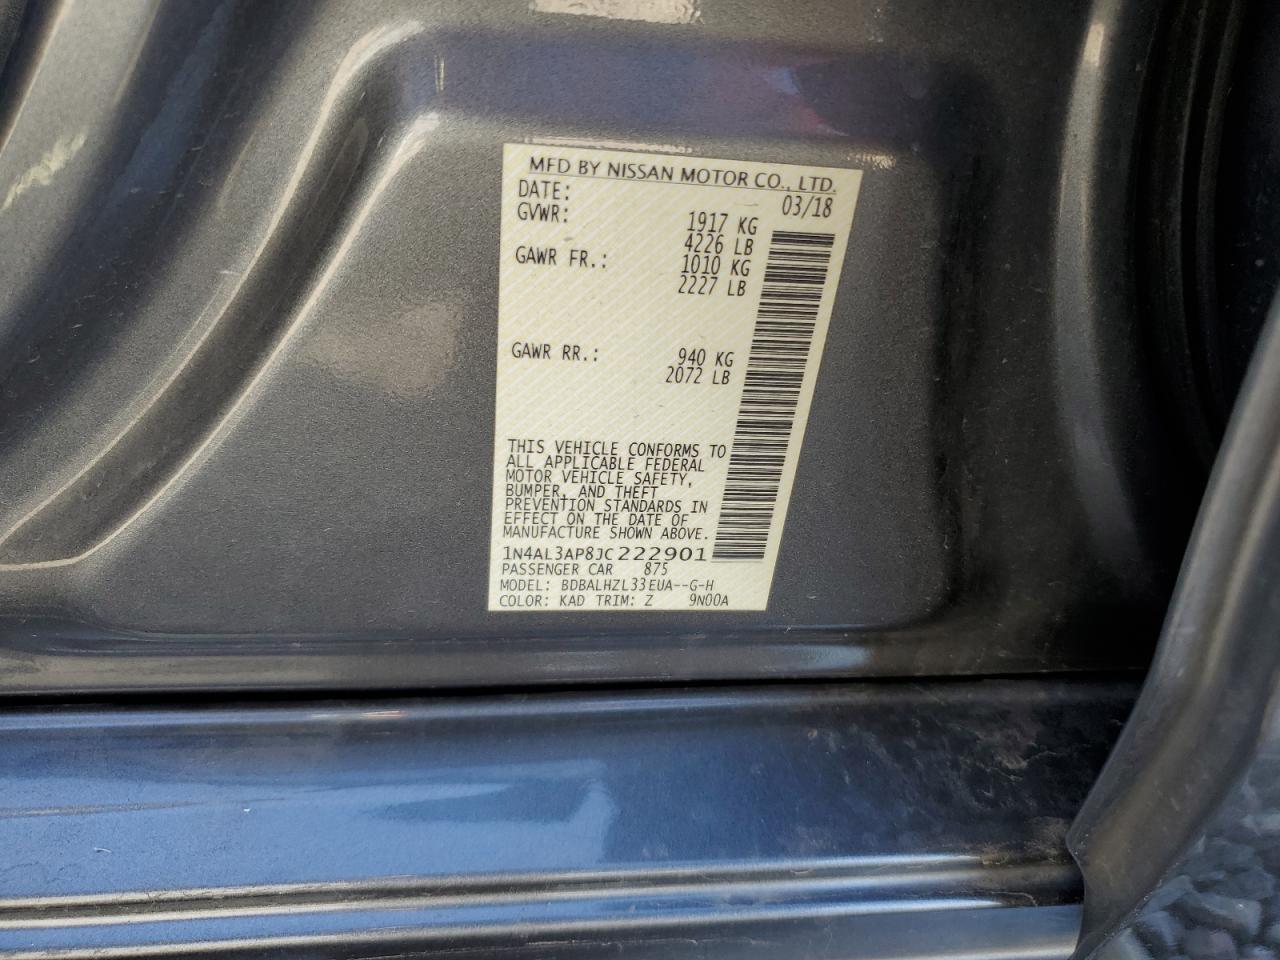 MFD BY NISSAN MOTOR CO., LTD.
DATE: 03/18
GVWR: 1917 KG
4226 LB
GAWR FR.: 1010 KG
2227 LB
GAWR RR.: 940 KG
2072 LB
THIS VEHICLE CONFORMS TO
ALL APPLICABLE FEDERAL
MOTOR VEHICLE SAFETY,
BUMPER, AND THEFT
PREVENTION STANDARDS IN
EFFECT ON THE DATE OF
MANUFACTURE SHOWN ABOVE.
1N4AL3AP8JC222901
PASSENGER CAR 875
MODEL: BDBALHZL33EUA--G-H
COLOR: KAD TRIM: Z 9N00A